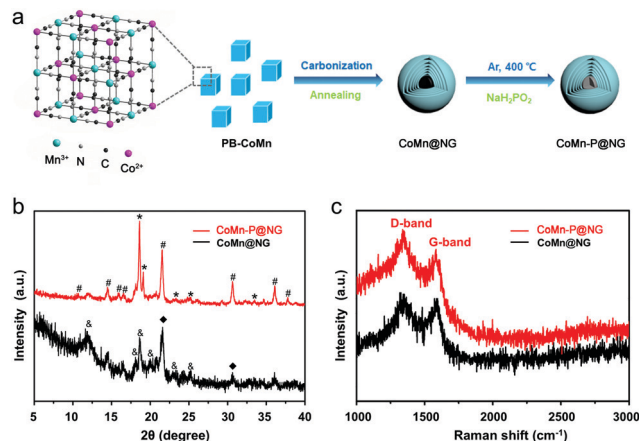 a
Carbonization
Annealing
Ar, 400 °C
NaH₂PO₂
PB-CoMn
CoMn@NG
CoMn-P@NG
Mn³⁺ N C Co²⁺
b
CoMn-P@NG
CoMn@NG
* * * * *
# # # # # # # #
& & & & & &
◆ ◆
Intensity (a.u.)
5 10 15 20 25 30 35 40
2θ (degree)
c
D-band
G-band
CoMn-P@NG
CoMn@NG
Intensity (a.u.)
1000 1500 2000 2500 3000
Raman shift (cm⁻¹)